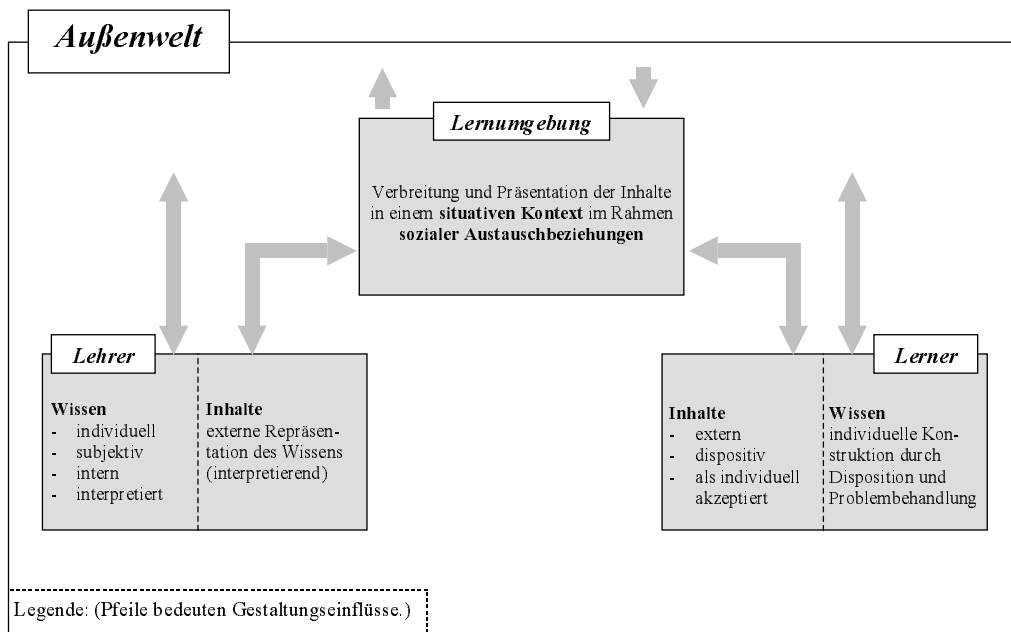 Außenwelt
Lernumgebung
Verbreitung und Präsentation der Inhalte
in einem situativen Kontext im Rahmen
sozialer Austauschbeziehungen
Lehrer
Wissen
- individuell
- subjektiv
- intern
- interpretiert
Inhalte
externe Repräsen-
tation des Wissens
(interpretierend)
Lerner
Inhalte
- extern
- dispositiv
- als individuell
akzeptiert
Wissen
individuelle Kon-
struktion durch
Disposition und
Problembehandlung
Legende: (Pfeile bedeuten Gestaltungseinflüsse.)